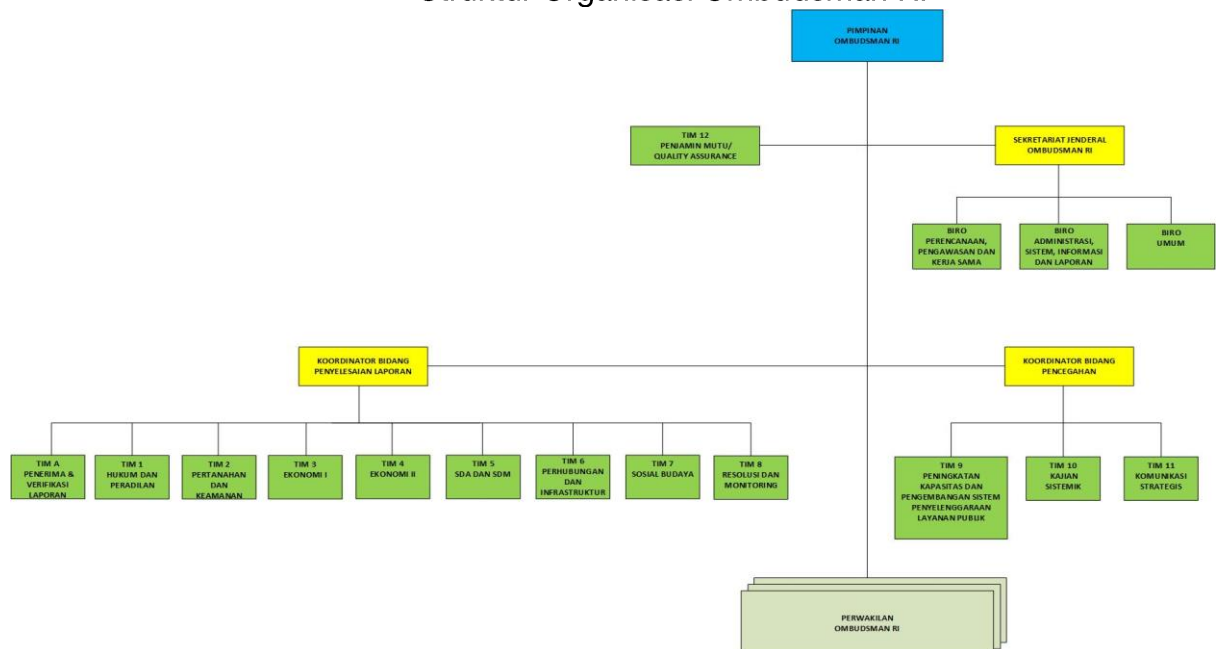 Struktur Organisasi Ombudsman RI
PIMPINAN
OMBUDSMAN RI
TIM 12
PENJAMIN MUTU/
QUALITY ASSURANCE
SEKRETARIAT JENDERAL
OMBUDSMAN RI
BIRO
PERENCANAAN,
PENGAWASAN DAN
KERJA SAMA
BIRO
ADMINISTRASI,
SISTEM, INFORMASI
DAN LAPORAN
BIRO
UMUM
KOORDINATOR BIDANG
PENYELESAIAN LAPORAN
KOORDINATOR BIDANG
PENCEGAHAN
TIM A
PENERIMA &
VERIFIKASI
LAPORAN
TIM 1
HUKUM DAN
PERADILAN
TIM 2
PERTANAHAN
DAN
KEAMANAN
TIM 3
EKONOMI I
TIM 4
EKONOMI II
TIM 5
SDA DAN SDM
TIM 6
PERHUBUNGAN
DAN
INFRASTRUKTUR
TIM 7
SOSIAL BUDAYA
TIM 8
RESOLUSI DAN
MONITORING
TIM 9
PENINGKATAN
KAPASITAS DAN
PENGEMBANGAN SISTEM
PENYELENGGARAAN
LAYANAN PUBLIK
TIM 10
KAJIAN
SISTEMIK
TIM 11
KOMUNIKASI
STRATEGIS
PERWAKILAN
OMBUDSMAN RI